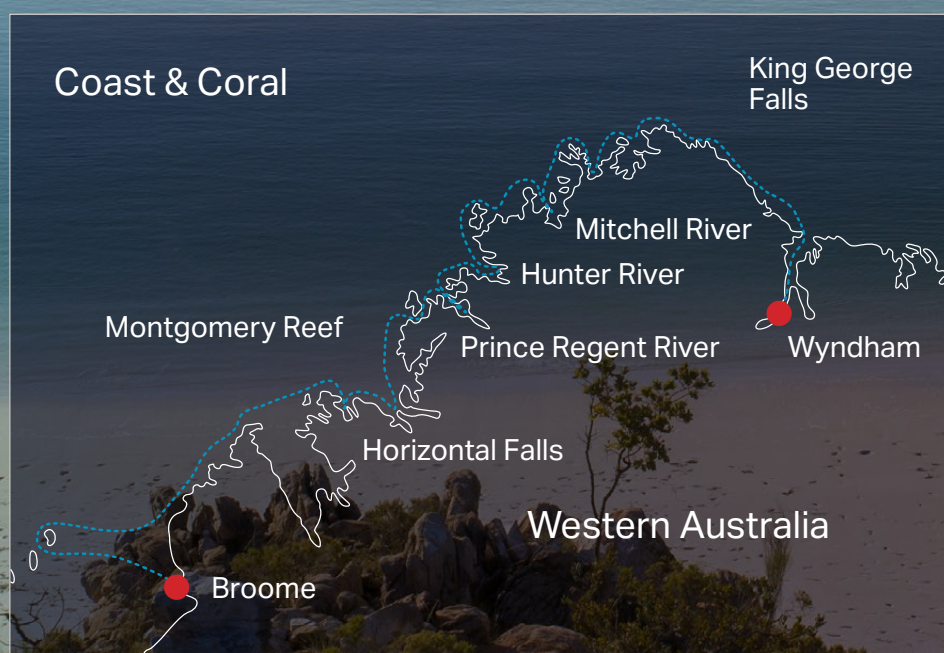 Coast & Coral
King George
Falls
Mitchell River
Hunter River
Montgomery Reef
Prince Regent River
Wyndham
Horizontal Falls
Western Australia
Broome